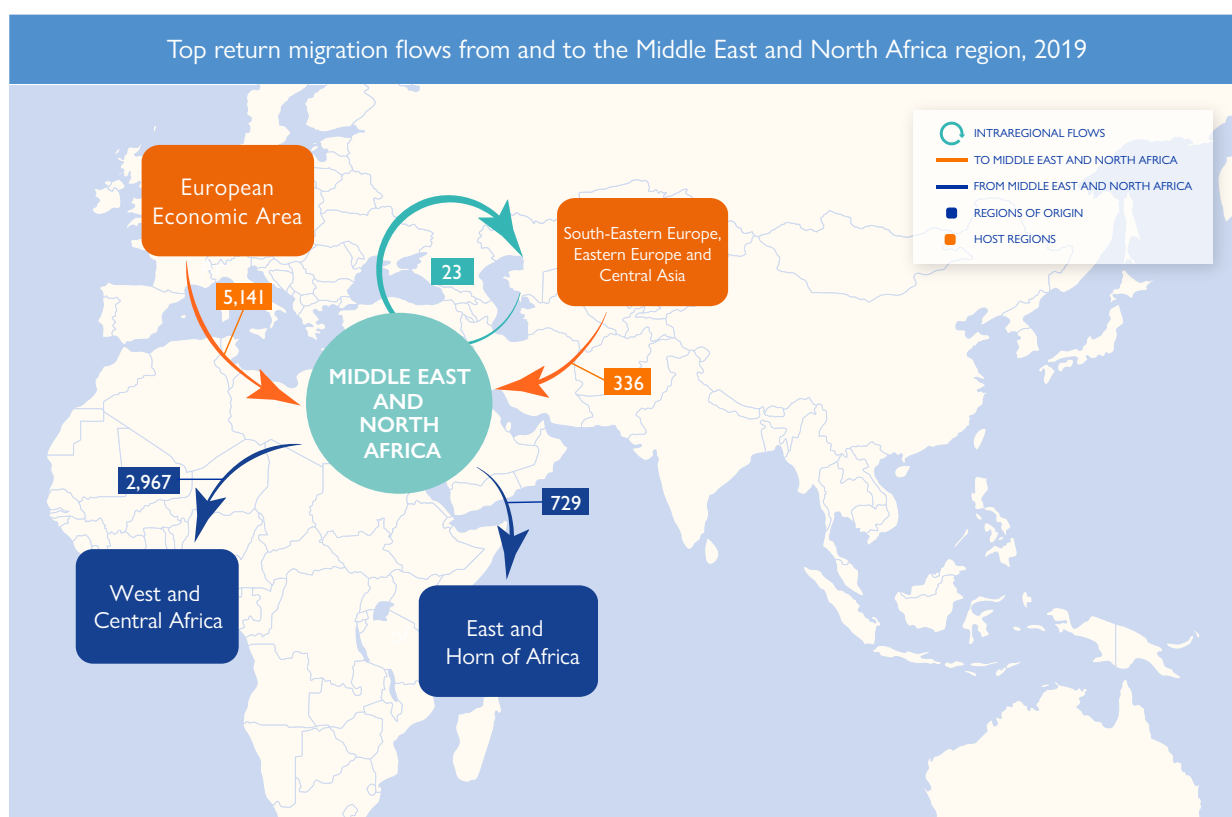 Top return migration flows from and to the Middle East and North Africa region, 2019
INTRAREGIONAL FLOWS
TO MIDDLE EAST AND NORTH AFRICA
FROM MIDDLE EAST AND NORTH AFRICA
REGIONS OF ORIGIN
HOST REGIONS
European
Economic Area
South-Eastern Europe,
Eastern Europe and
Central Asia
23
5,141
MIDDLE EAST
AND
NORTH
AFRICA
336
2,967
729
West and
Central Africa
East and
Horn of Africa